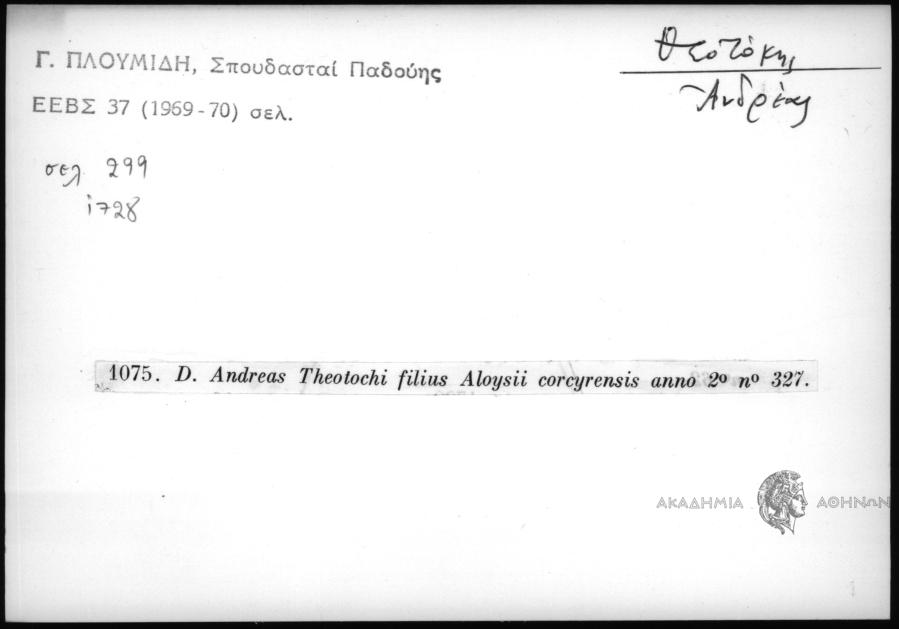 Γ. ΠΛΟΥΜΙΔΗ, Σπουδασταί Παδούης
ΕΕΒΣ 37 (1969-70) σελ.
σελ 299
1728
Θεοτόκης
Ἀνδρέας
1075. D. Andreas Theotochi filius Aloysii corcyrensis anno 2º nº 327.
ΑΚΑΔΗΜΙΑ ΑΘΗΝΩΝ